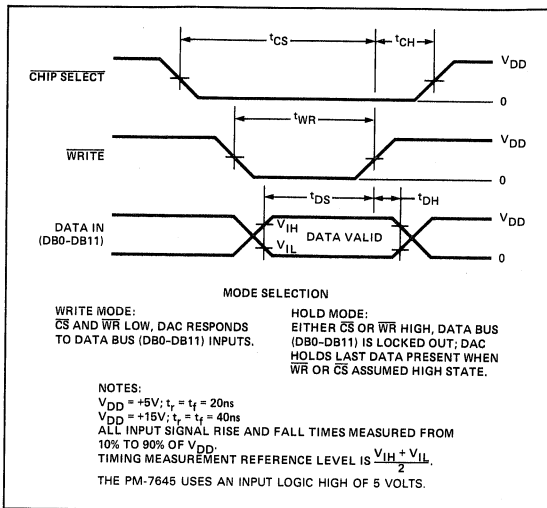 tCS
tCH
CHIP SELECT
VDD
0
tWR
WRITE
VDD
0
tDS
tDH
DATA IN
(DB0-DB11)
VIH
VIL
DATA VALID
VDD
0
MODE SELECTION
WRITE MODE:
CS AND WR LOW, DAC RESPONDS
TO DATA BUS (DB0-DB11) INPUTS.
HOLD MODE:
EITHER CS OR WR HIGH, DATA BUS
(DB0-DB11) IS LOCKED OUT; DAC
HOLDS LAST DATA PRESENT WHEN
WR OR CS ASSUMED HIGH STATE.
NOTES:
VDD = +5V; tr = tf = 20ns
VDD = +15V; tr = tf = 40ns
ALL INPUT SIGNAL RISE AND FALL TIMES MEASURED FROM
10% TO 90% OF VDD.
TIMING MEASUREMENT REFERENCE LEVEL IS (VIH + VIL)/2.
THE PM-7645 USES AN INPUT LOGIC HIGH OF 5 VOLTS.